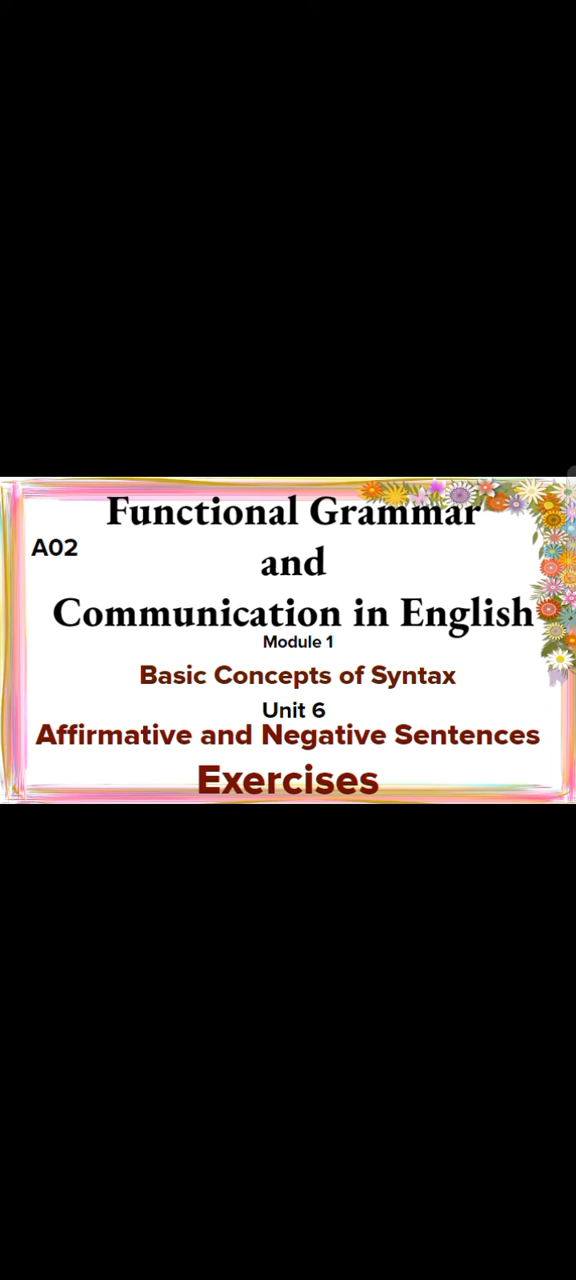 Functional Grammar
A02
and
Communication in English
Module 1
Basic Concepts of Syntax
Unit 6
Affirmative and Negative Sentences
Exercises